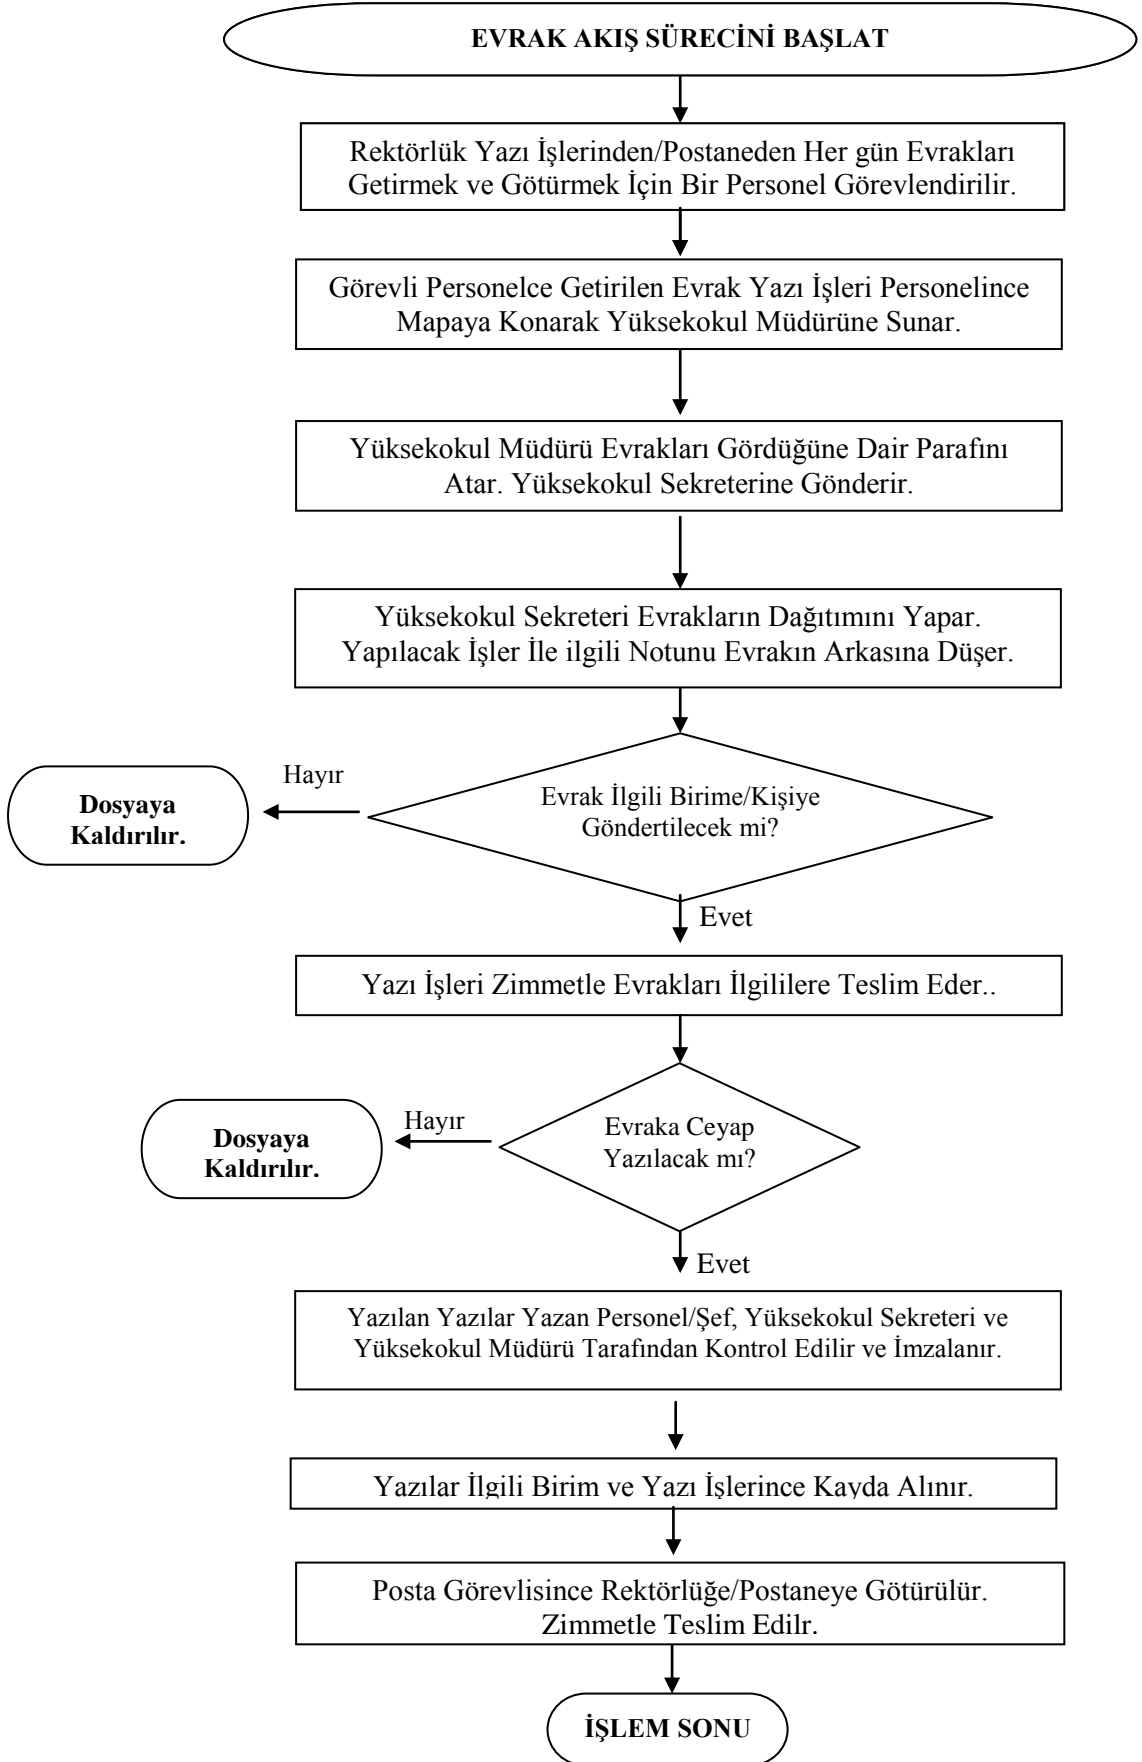 EVRAK AKIŞ SÜRECİNİ BAŞLAT
Rektörlük Yazı İşlerinden/Postaneden Her gün Evrakları
Getirmek ve Götürmek İçin Bir Personel Görevlendirilir.
Görevli Personelce Getirilen Evrak Yazı İşleri Personelince
Mapaya Konarak Yüksekokul Müdürüne Sunar.
Yüksekokul Müdürü Evrakları Gördüğüne Dair Parafını
Atar. Yüksekokul Sekreterine Gönderir.
Yüksekokul Sekreteri Evrakların Dağıtımını Yapar.
Yapılacak İşler İle ilgili Notunu Evrakın Arkasına Düşer.
Hayır
Dosyaya
Kaldırılır.
Evrak İlgili Birime/Kişiye
Göndertilecek mi?
Evet
Yazı İşleri Zimmetle Evrakları İlgililere Teslim Eder..
Hayır
Dosyaya
Kaldırılır.
Evraka Ceyap
Yazılacak mı?
Evet
Yazılan Yazılar Yazan Personel/Şef, Yüksekokul Sekreteri ve
Yüksekokul Müdürü Tarafından Kontrol Edilir ve İmzalanır.
Yazılar İlgili Birim ve Yazı İşlerince Kayda Alınır.
Posta Görevlisince Rektörlüğe/Postaneye Götürülür.
Zimmetle Teslim Edilr.
İŞLEM SONU